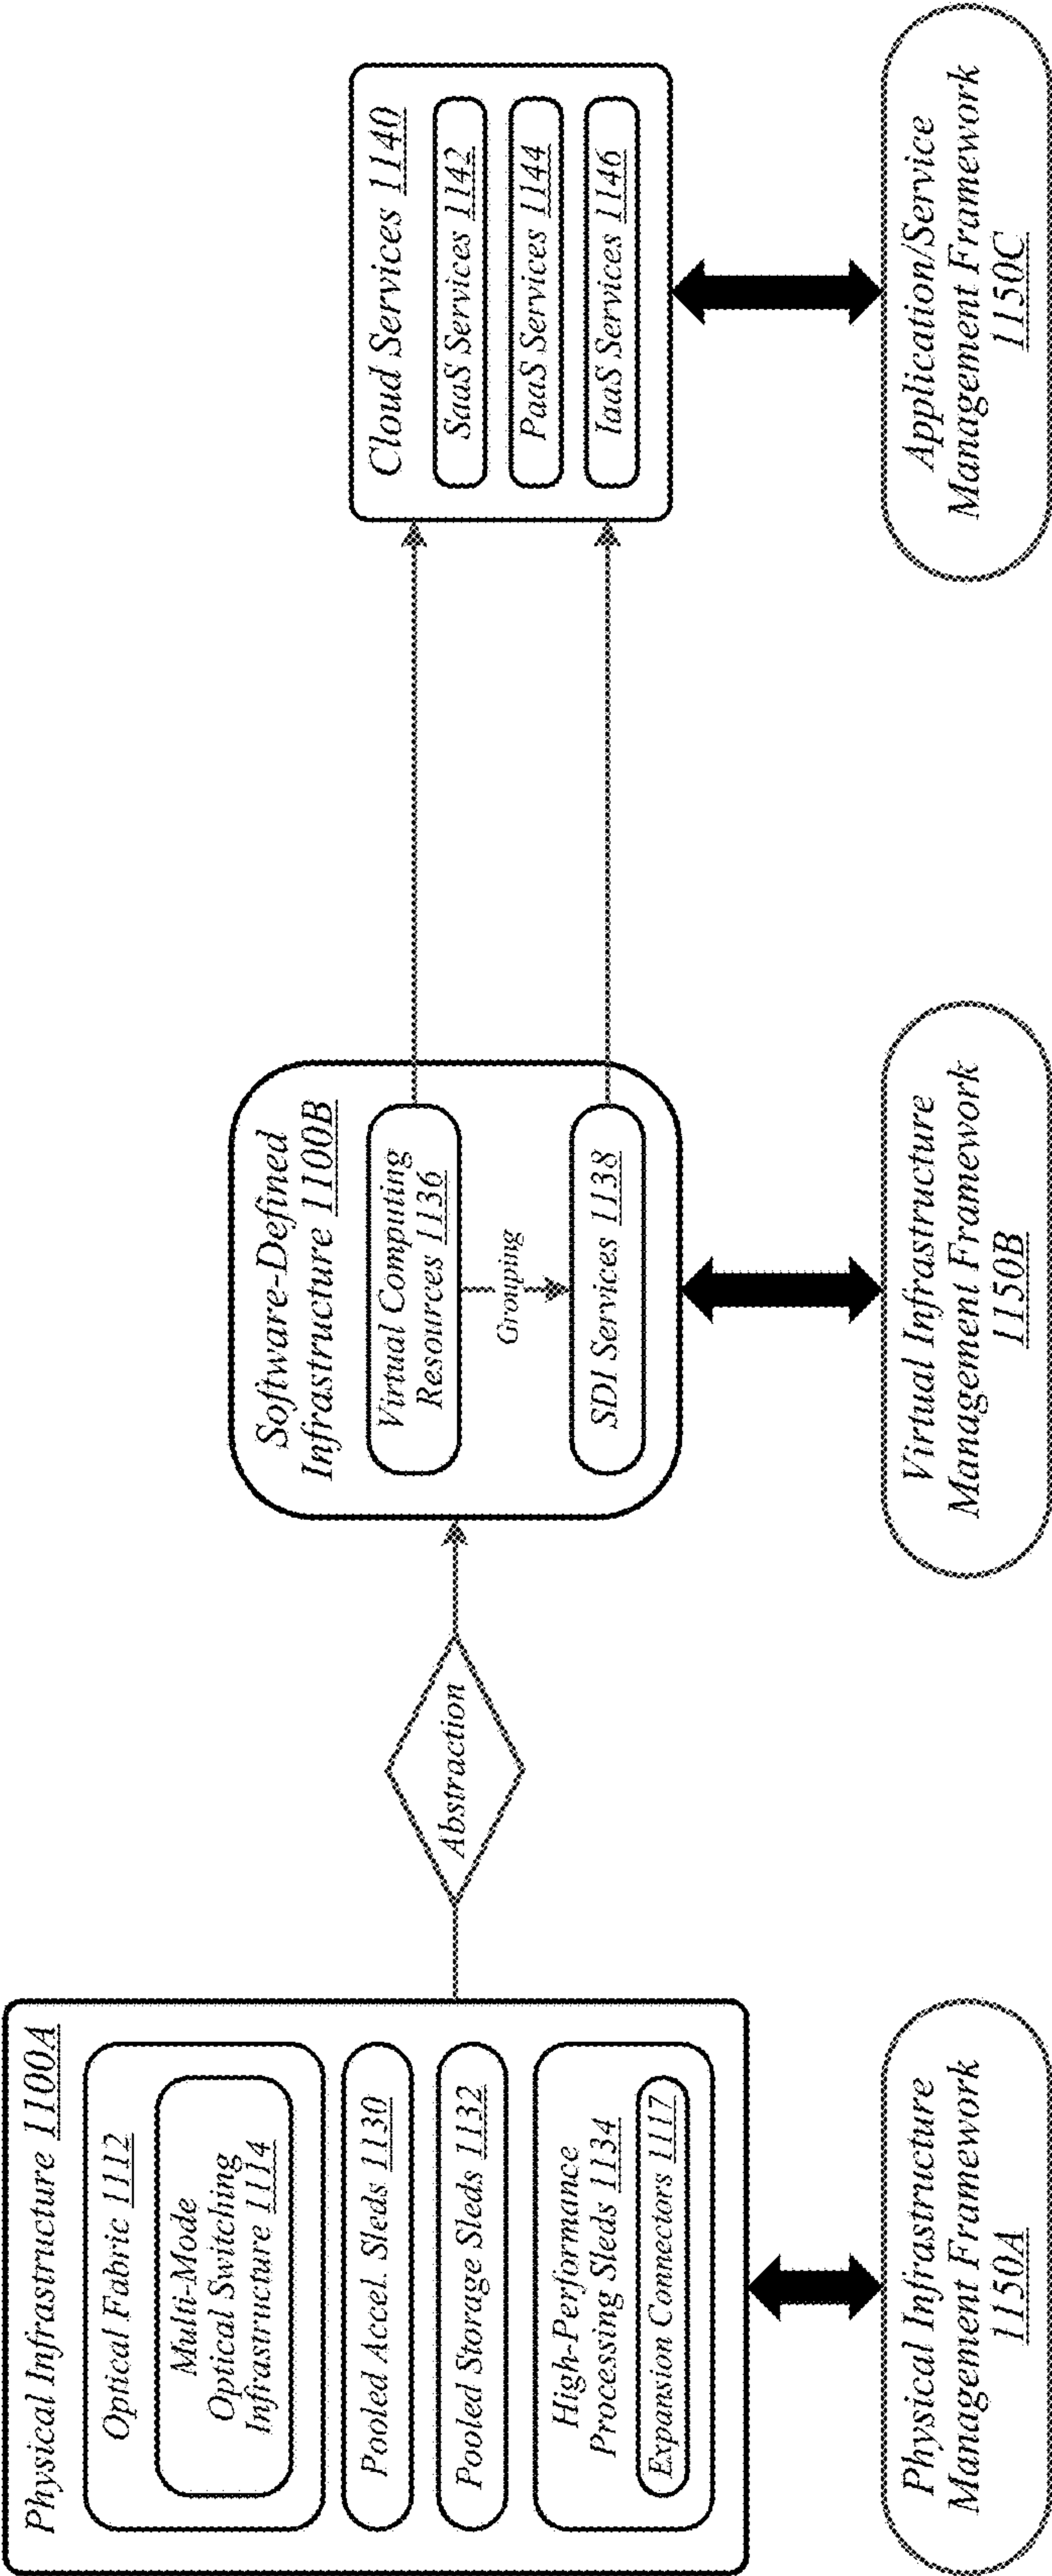 Physical Infrastructure 1100A
Optical Fabric 1112
Multi-Mode
Optical Switching
Infrastructure 1114
Pooled Accel. Sleds 1130
Pooled Storage Sleds 1132
High-Performance
Processing Sleds 1134
Expansion Connectors 1117
Abstraction
Software-Defined
Infrastructure 1100B
Virtual Computing
Resources 1136
Grouping
SDI Services 1138
Cloud Services 1140
SaaS Services 1142
PaaS Services 1144
IaaS Services 1146
Physical Infrastructure
Management Framework
1150A
Virtual Infrastructure
Management Framework
1150B
Application/Service
Management Framework
1150C